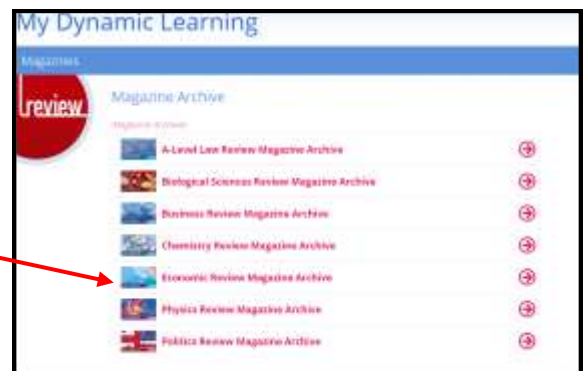 My Dynamic Learning
Magazines
review
Magazine Archive
Magazine Archive
A-Level Law Review Magazine Archive
Biological Sciences Review Magazine Archive
Business Review Magazine Archive
Chemistry Review Magazine Archive
Economic Review Magazine Archive
Physics Review Magazine Archive
Politics Review Magazine Archive